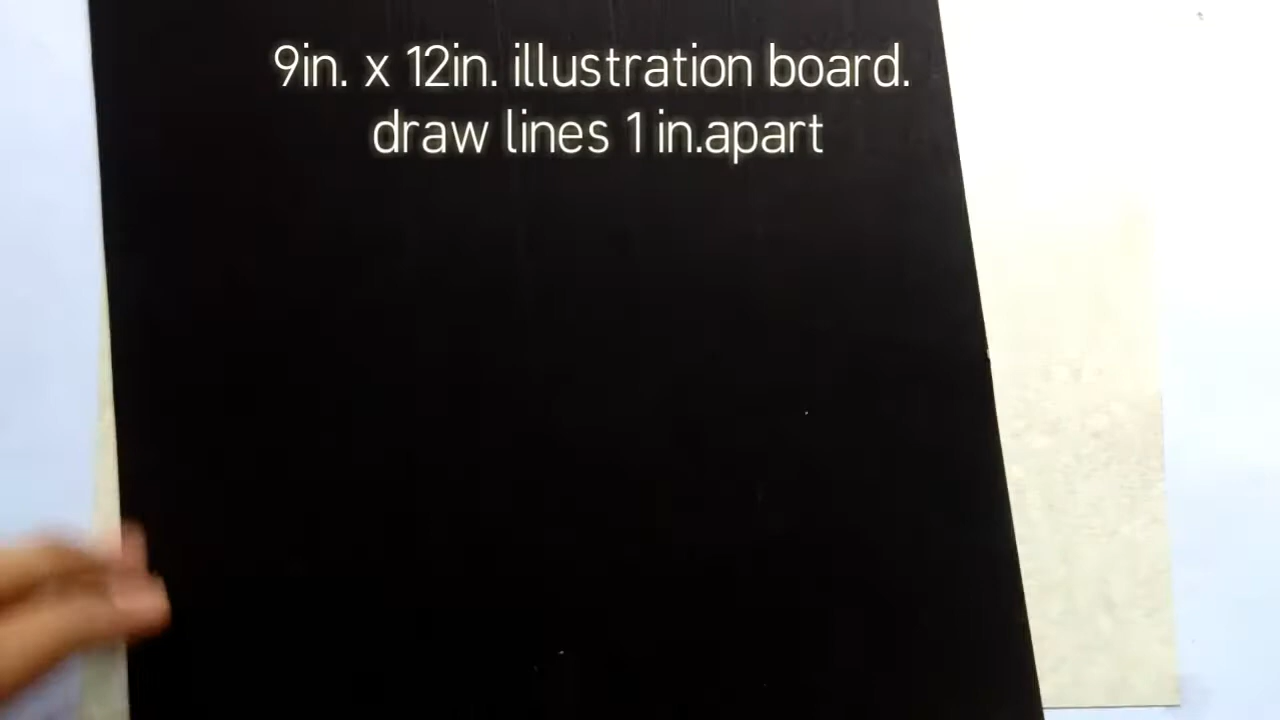 9in. x 12in. illustration board.
draw lines 1 in.apart